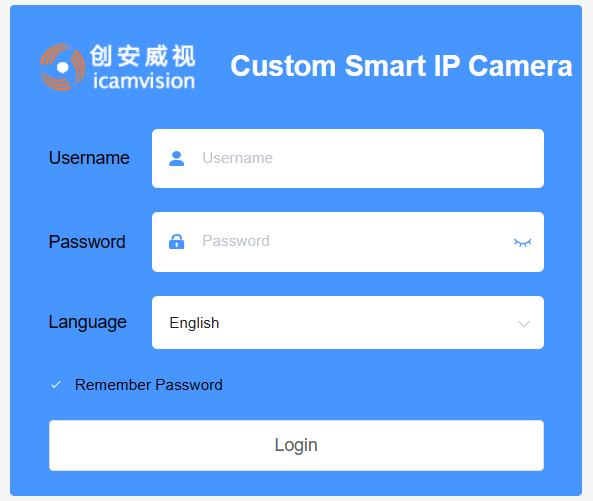 创安威视
icamvision
Custom Smart IP Camera
Username
Username
Password
Password
Language
English
Remember Password
Login